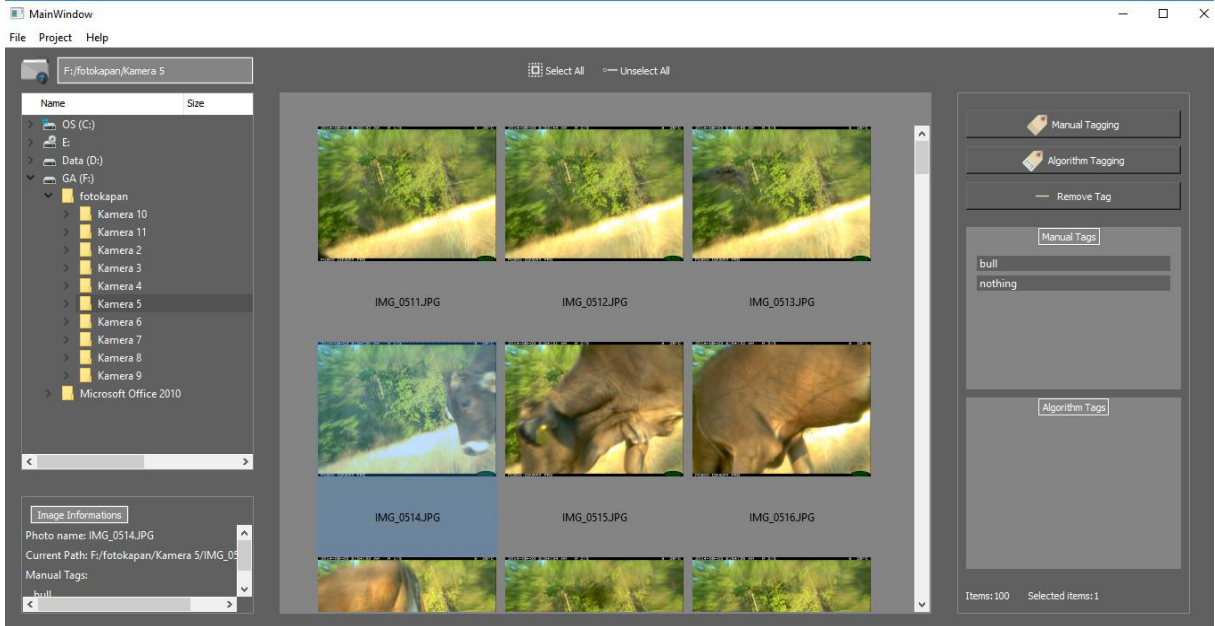 MainWindow
File Project Help
F:/fotokapan/Kamera 5
Select All Unselect All
Name Size
OS (C:)
E:
Data (D:)
GA (F:)
fotokapan
Kamera 10
Kamera 11
Kamera 2
Kamera 3
Kamera 4
Kamera 5
Kamera 6
Kamera 7
Kamera 8
Kamera 9
Microsoft Office 2010
Image Informations
Photo name: IMG_0514.JPG
Current Path: F:/fotokapan/Kamera 5/IMG_05
Manual Tags:
bull
IMG_0511.JPG IMG_0512.JPG IMG_0513.JPG
IMG_0514.JPG IMG_0515.JPG IMG_0516.JPG
Manual Tagging
Algorithm Tagging
Remove Tag
Manual Tags
bull
nothing
Algorithm Tags
Items:100 Selected items:1